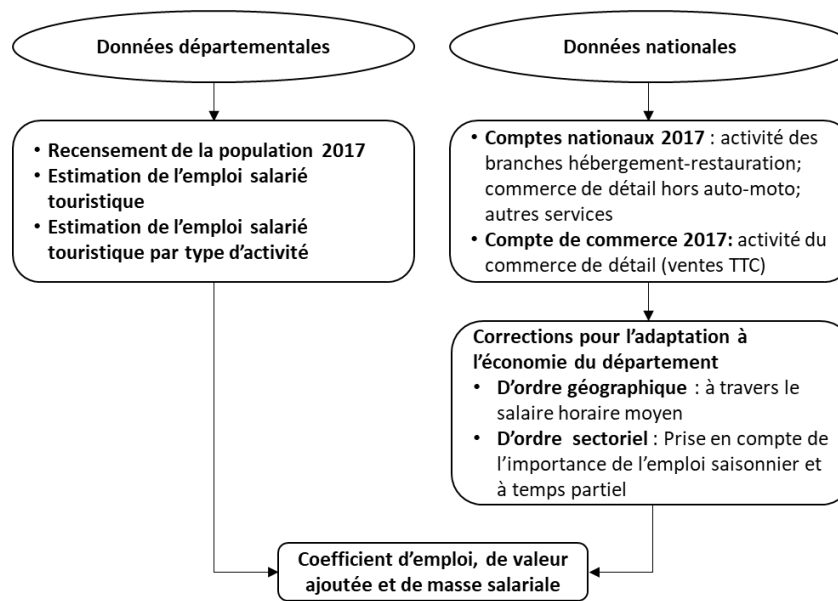 Données départementales
Données nationales
• Recensement de la population 2017
• Estimation de l'emploi salarié
touristique
• Estimation de l'emploi salarié
touristique par type d'activité
• Comptes nationaux 2017 : activité des
branches hébergement-restauration;
commerce de détail hors auto-moto;
autres services
• Compte de commerce 2017: activité du
commerce de détail (ventes TTC)
Corrections pour l'adaptation à
l'économie du département
• D'ordre géographique : à travers le
salaire horaire moyen
• D'ordre sectoriel : Prise en compte de
l'importance de l'emploi saisonnier et
à temps partiel
Coefficient d'emploi, de valeur
ajoutée et de masse salariale